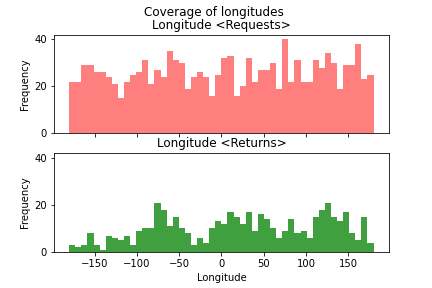 Coverage of longitudes
Longitude <Requests>
40
20
0
Frequency
Longitude <Returns>
40
20
0
Frequency
−150 −100 −50 0 50 100 150
Longitude